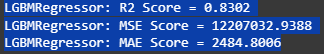 LGBMRegressor: R2 Score = 0.8302
LGBMRegressor: MSE Score = 12207032.9388
LGBMRegressor: MAE Score = 2484.8006